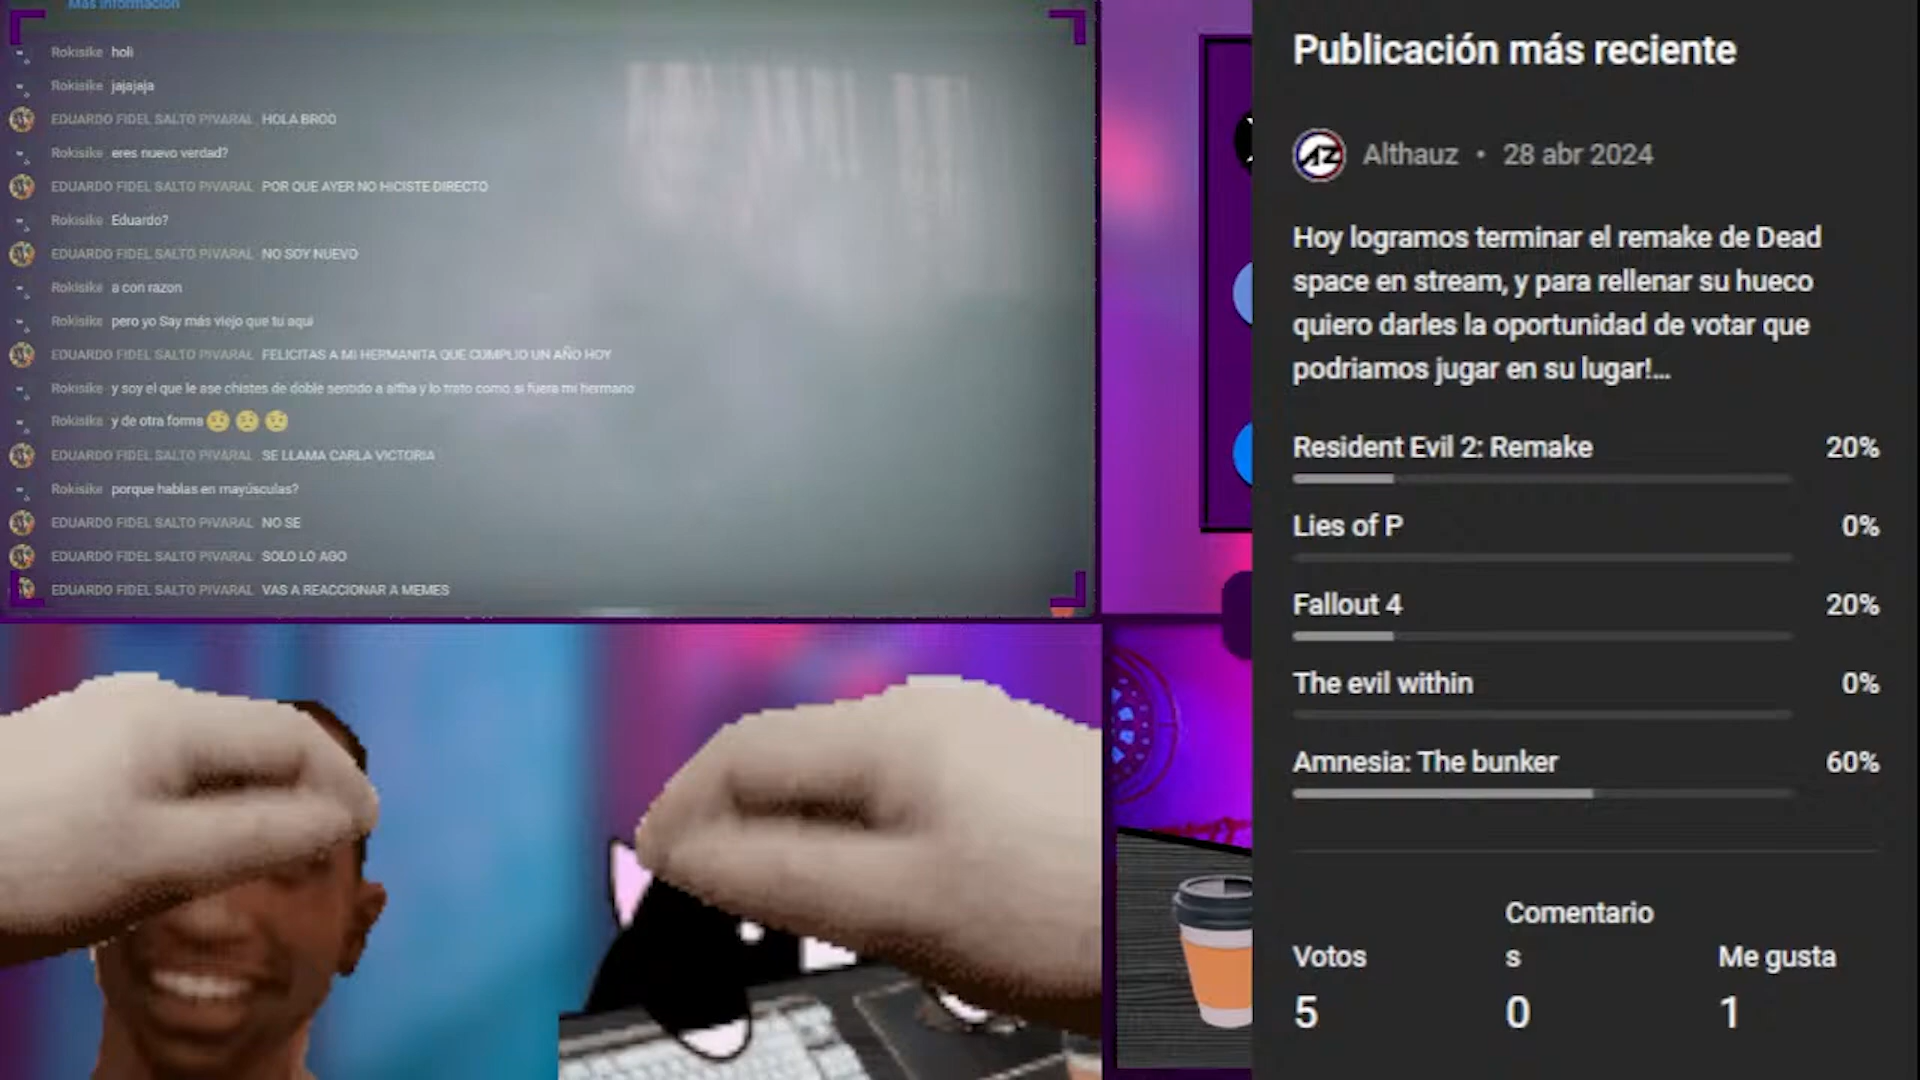 Más información
Rokisike holi
Rokisike jajajaja
EDUARDO FIDEL SALTO PIVARAL HOLA BROO
Rokisike eres nuevo verdad?
EDUARDO FIDEL SALTO PIVARAL POR QUE AYER NO HICISTE DIRECTO
Rokisike Eduardo?
EDUARDO FIDEL SALTO PIVARAL NO SOY NUEVO
Rokisike a con razon
Rokisike pero yo Say más viejo que tu aqui
EDUARDO FIDEL SALTO PIVARAL FELICITAS A MI HERMANITA QUE CUMPLIO UN AÑO HOY
Rokisike y soy el que le ase chistes de doble sentido a altha y lo trato como si fuera mi hermano
Rokisike y de otra forma
EDUARDO FIDEL SALTO PIVARAL SE LLAMA CARLA VICTORIA
Rokisike porque hablas en mayúsculas?
EDUARDO FIDEL SALTO PIVARAL NO SE
EDUARDO FIDEL SALTO PIVARAL SOLO LO AGO
EDUARDO FIDEL SALTO PIVARAL VAS A REACCIONAR A MEMES
Publicación más reciente
AZ Althauz • 28 abr 2024
Hoy logramos terminar el remake de Dead
space en stream, y para rellenar su hueco
quiero darles la oportunidad de votar que
podriamos jugar en su lugar!...
Resident Evil 2: Remake 20%
Lies of P 0%
Fallout 4 20%
The evil within 0%
Amnesia: The bunker 60%
Comentario
Votos s Me gusta
5 0 1